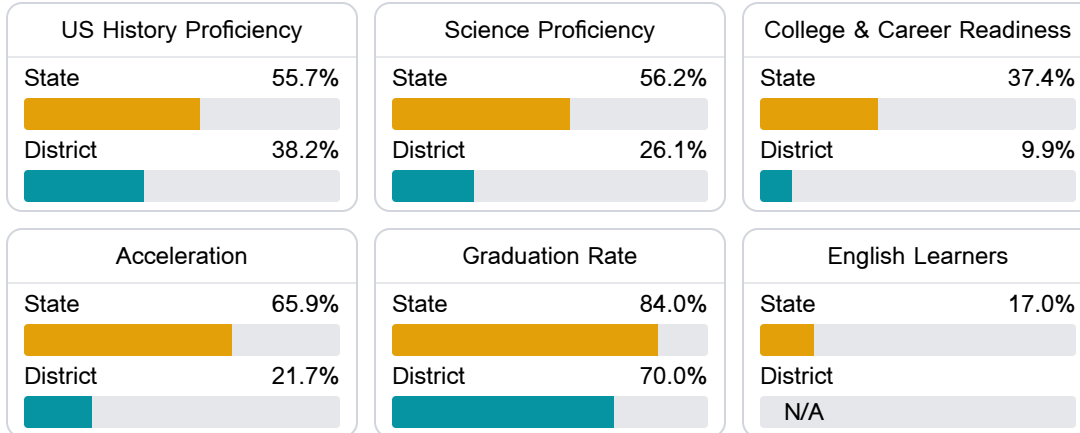 US History Proficiency
State 55.7%
District 38.2%
Science Proficiency
State 56.2%
District 26.1%
College & Career Readiness
State 37.4%
District 9.9%
Acceleration
State 65.9%
District 21.7%
Graduation Rate
State 84.0%
District 70.0%
English Learners
State 17.0%
District
N/A